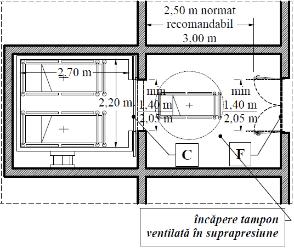 2,50 m normat
recomandabil
3,00 m
2,70 m
2,20 m
min
1,40 m
2,05 m
min
1,40 m
2,05 m
C
F
încăpere tampon
ventilată în suprapresiune